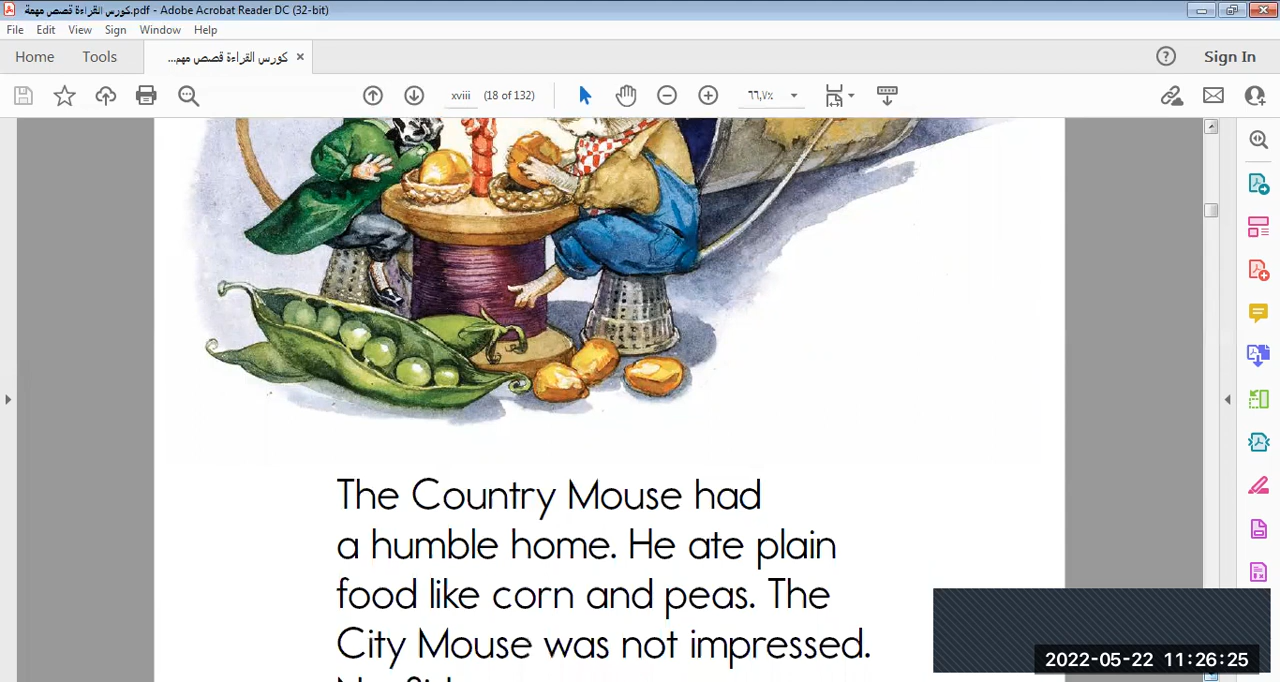 كورس القراءة قصص مهمة.pdf - Adobe Acrobat Reader DC (32-bit)
File Edit View Sign Window Help
Home Tools كورس القراءة قصص مهم... × Sign In
xviii (18 of 132) ٦٦,٧٪
The Country Mouse had
a humble home. He ate plain
food like corn and peas. The
City Mouse was not impressed.
2022-05-22 11:26:25